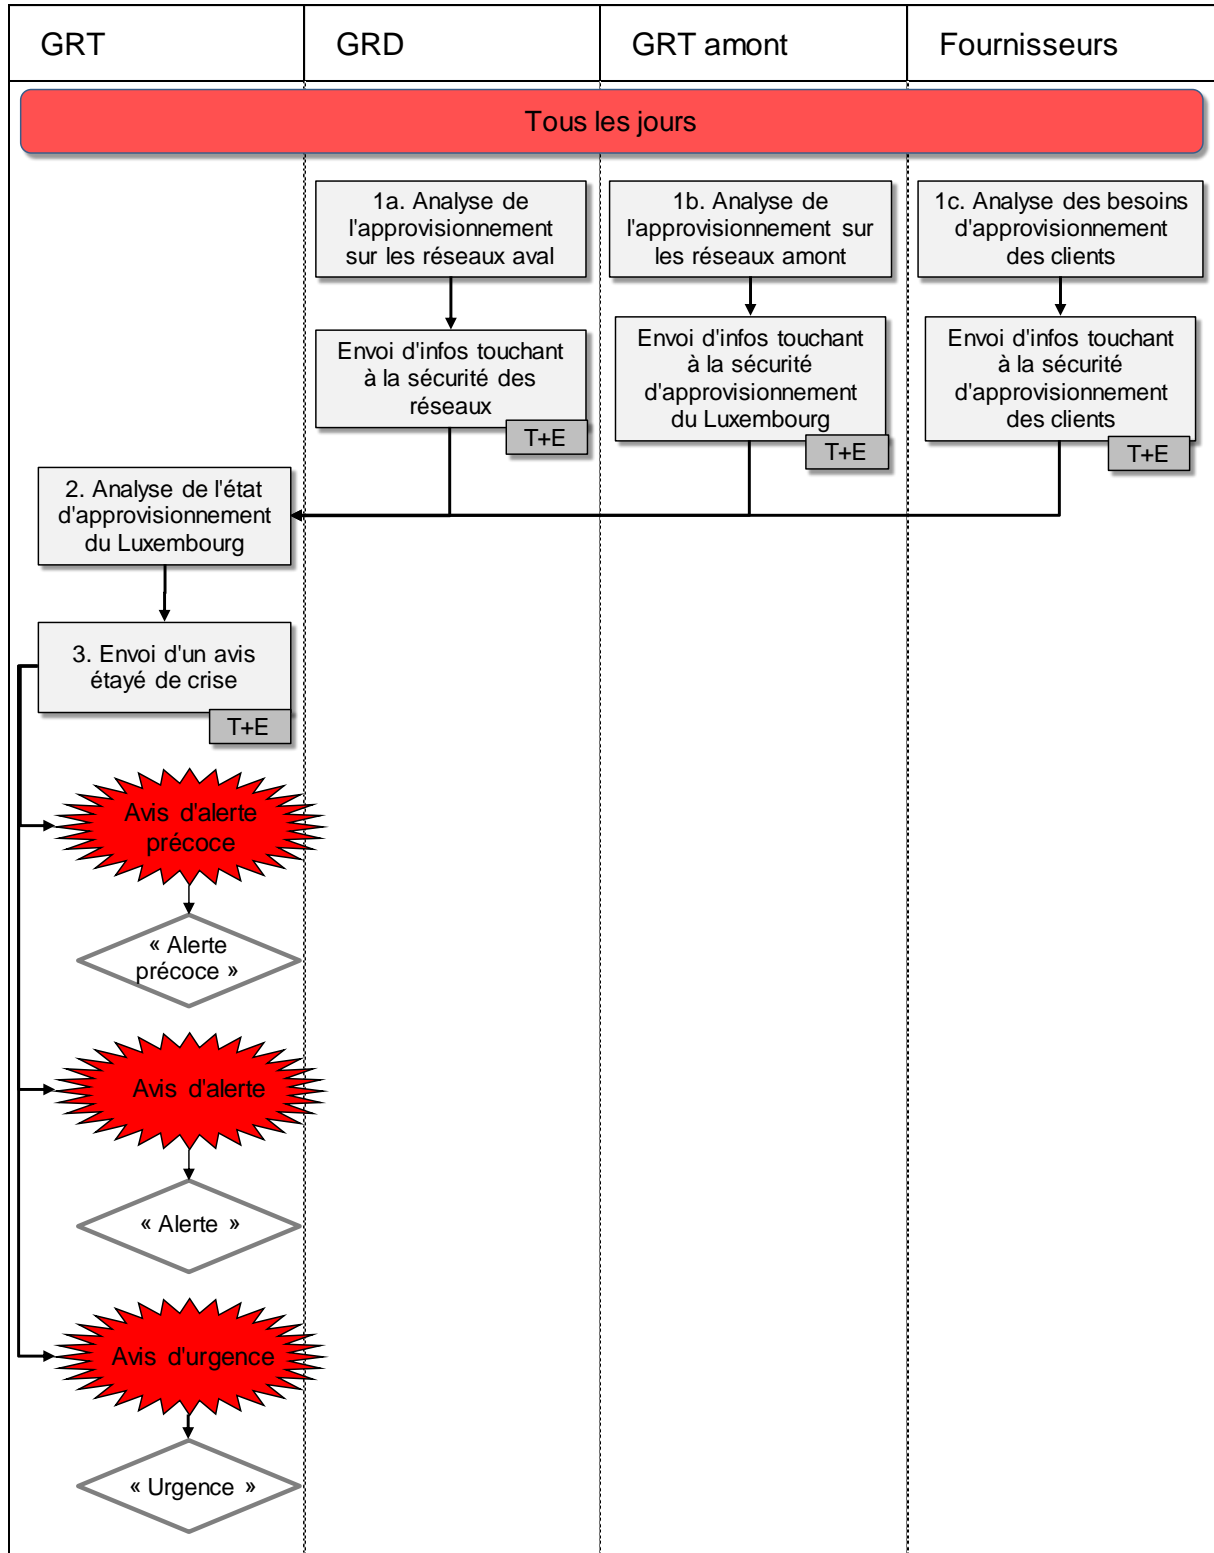 GRT
GRD
GRT amont
Fournisseurs
Tous les jours
1a. Analyse de
l'approvisionnement
sur les réseaux aval
1b. Analyse de
l'approvisionnement sur
les réseaux amont
1c. Analyse des besoins
d'approvisionnement
des clients
Envoi d'infos touchant
à la sécurité des
réseaux
T+E
Envoi d'infos touchant
à la sécurité
d'approvisionnement
du Luxembourg
T+E
Envoi d'infos touchant
à la sécurité
d'approvisionnement
des clients
T+E
2. Analyse de l'état
d'approvisionnement
du Luxembourg
3. Envoi d'un avis
étayé de crise
T+E
Avis d'alerte
précoce
« Alerte
précoce »
Avis d'alerte
« Alerte »
Avis d'urgence
« Urgence »